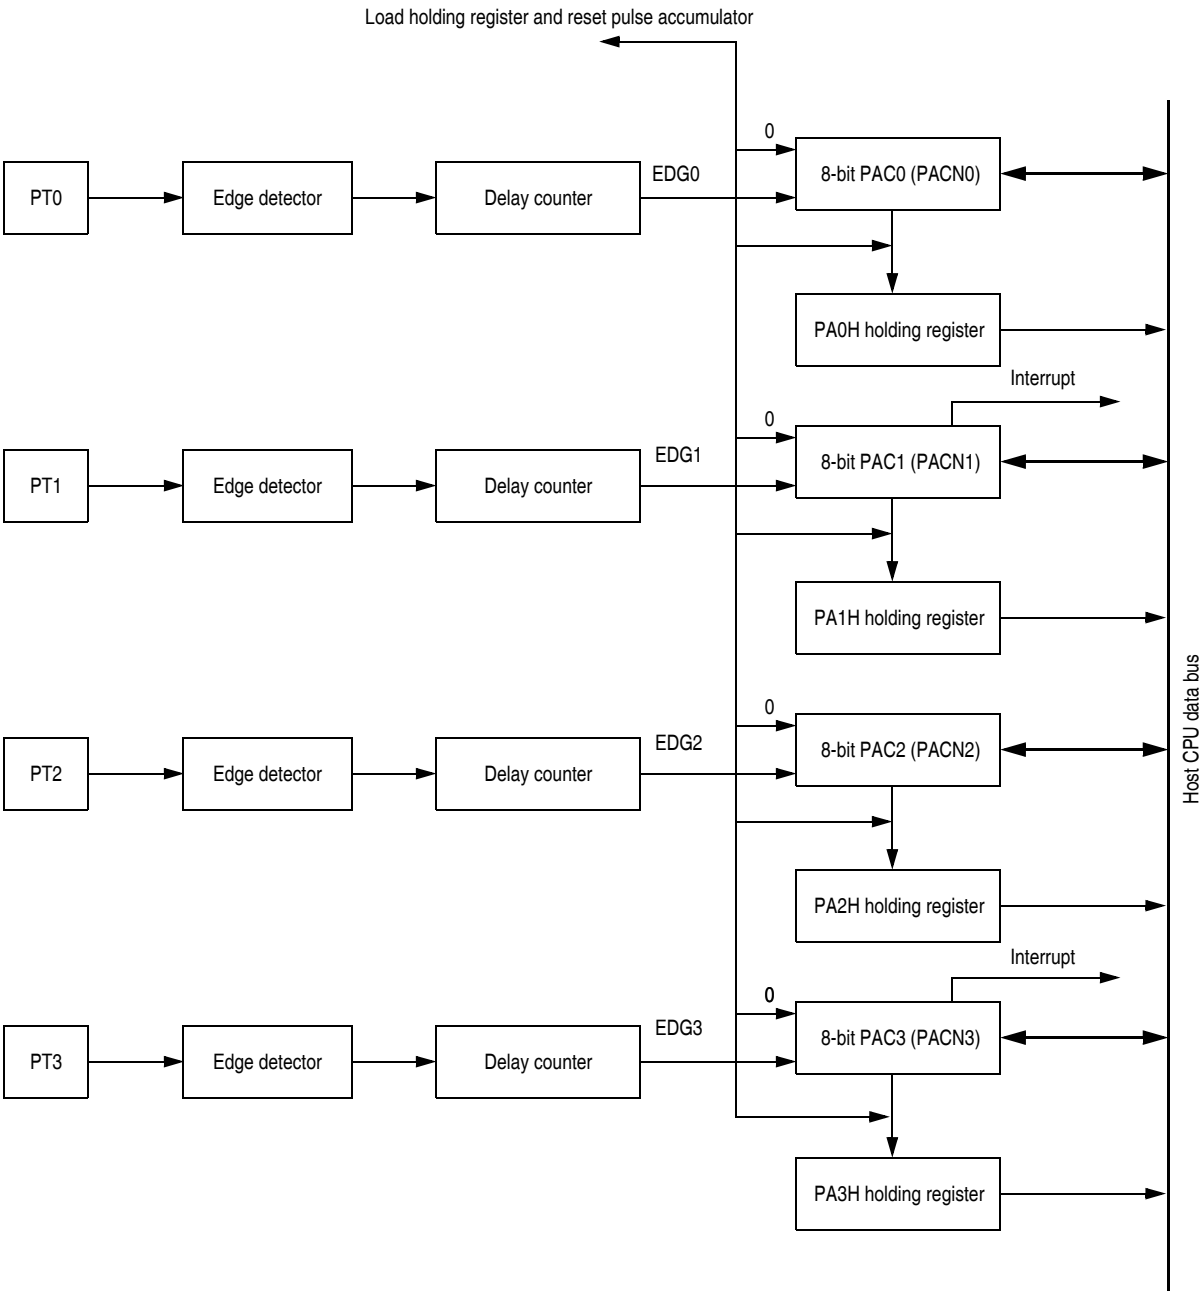 Load holding register and reset pulse accumulator
0
8-bit PAC0 (PACN0)
EDG0
PT0
Edge detector
Delay counter
PA0H holding register
Interrupt
0
8-bit PAC1 (PACN1)
EDG1
PT1
Edge detector
Delay counter
PA1H holding register
Host CPU data bus
0
8-bit PAC2 (PACN2)
EDG2
PT2
Edge detector
Delay counter
PA2H holding register
Interrupt
0
8-bit PAC3 (PACN3)
EDG3
PT3
Edge detector
Delay counter
PA3H holding register